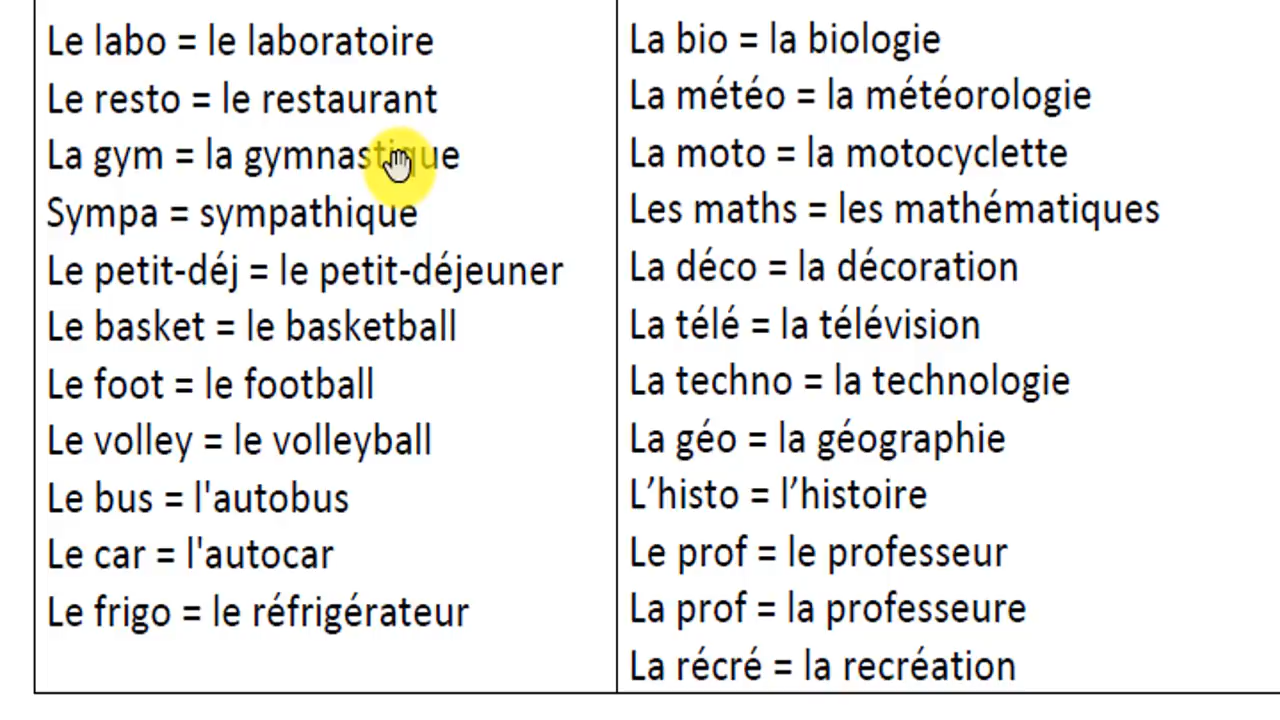 Le labo = le laboratoire
Le resto = le restaurant
La gym = la gymnastique
Sympa = sympathique
Le petit-déj = le petit-déjeuner
Le basket = le basketball
Le foot = le football
Le volley = le volleyball
Le bus = l'autobus
Le car = l'autocar
Le frigo = le réfrigérateur
La bio = la biologie
La météo = la météorologie
La moto = la motocyclette
Les maths = les mathématiques
La déco = la décoration
La télé = la télévision
La techno = la technologie
La géo = la géographie
L’histo = l’histoire
Le prof = le professeur
La prof = la professeure
La récré = la recréation